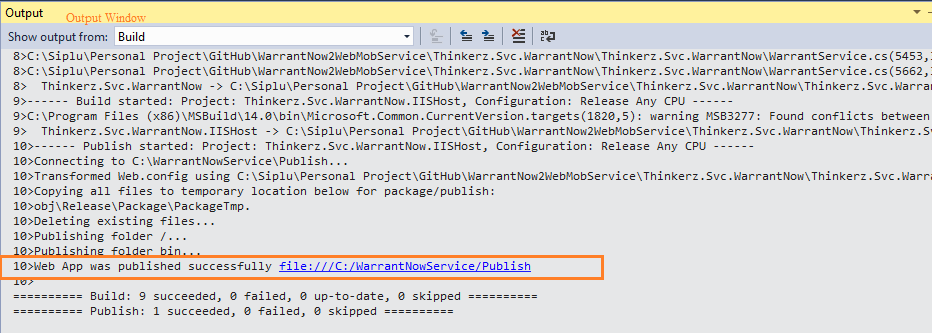 Output
Output Window
Show output from: Build
8>C:\Siplu\Personal Project\GitHub\WarrantNow2WebMobService\Thinkerz.Svc.WarrantNow\Thinkerz.Svc.WarrantNow\WarrantService.cs(5453,
8>C:\Siplu\Personal Project\GitHub\WarrantNow2WebMobService\Thinkerz.Svc.WarrantNow\Thinkerz.Svc.WarrantNow\WarrantService.cs(5662,
8>  Thinkerz.Svc.WarrantNow -> C:\Siplu\Personal Project\GitHub\WarrantNow2WebMobService\Thinkerz.Svc.WarrantNow\Thinkerz.Svc.Warran
9>------ Build started: Project: Thinkerz.Svc.WarrantNow.IISHost, Configuration: Release Any CPU ------
9>C:\Program Files (x86)\MSBuild\14.0\bin\Microsoft.Common.CurrentVersion.targets(1820,5): warning MSB3277: Found conflicts between
9>  Thinkerz.Svc.WarrantNow.IISHost -> C:\Siplu\Personal Project\GitHub\WarrantNow2WebMobService\Thinkerz.Svc.WarrantNow\Thinkerz.Sv
10>------ Publish started: Project: Thinkerz.Svc.WarrantNow.IISHost, Configuration: Release Any CPU ------
10>Connecting to C:\WarrantNowService\Publish...
10>Transformed Web.config using C:\Siplu\Personal Project\GitHub\WarrantNow2WebMobService\Thinkerz.Svc.WarrantNow\Thinkerz.Svc.Warra
10>Copying all files to temporary location below for package/publish:
10>obj\Release\Package\PackageTmp.
10>Deleting existing files...
10>Publishing folder /...
10>Publishing folder bin...
10>Web App was published successfully file:///C:/WarrantNowService/Publish
10>
========== Build: 9 succeeded, 0 failed, 0 up-to-date, 0 skipped ==========
========== Publish: 1 succeeded, 0 failed, 0 skipped ==========